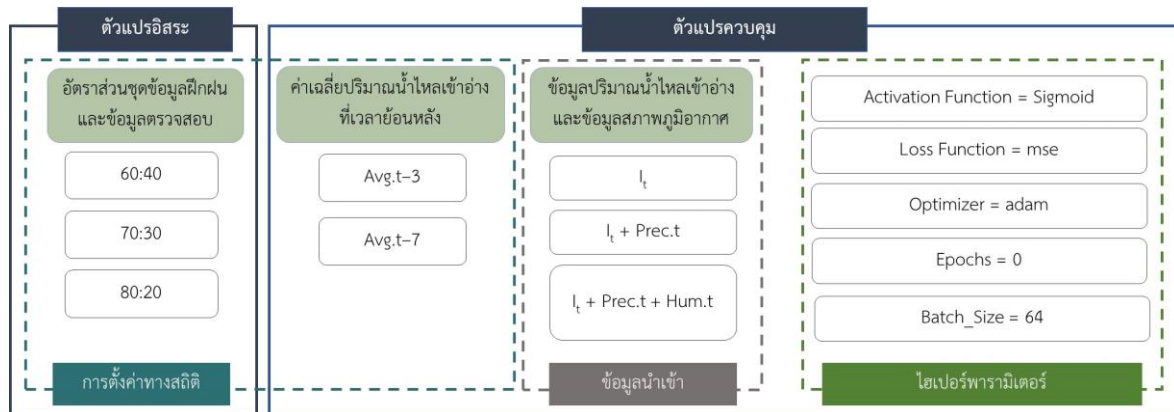 ตัวแปรอิสระ
ตัวแปรควบคุม
อัตราส่วนชุดข้อมูลฝึกฝน
และข้อมูลตรวจสอบ
60:40
70:30
80:20
การตั้งค่าทางสถิติ
ค่าเฉลี่ยปริมาณน้ำไหลเข้าอ่าง
ที่เวลาย้อนหลัง
Avg.t–3
Avg.t–7
ข้อมูลปริมาณน้ำไหลเข้าอ่าง
และข้อมูลสภาพภูมิอากาศ
Iₜ
Iₜ + Prec.t
Iₜ + Prec.t + Hum.t
ข้อมูลนำเข้า
Activation Function = Sigmoid
Loss Function = mse
Optimizer = adam
Epochs = 0
Batch_Size = 64
ไฮเปอร์พารามิเตอร์